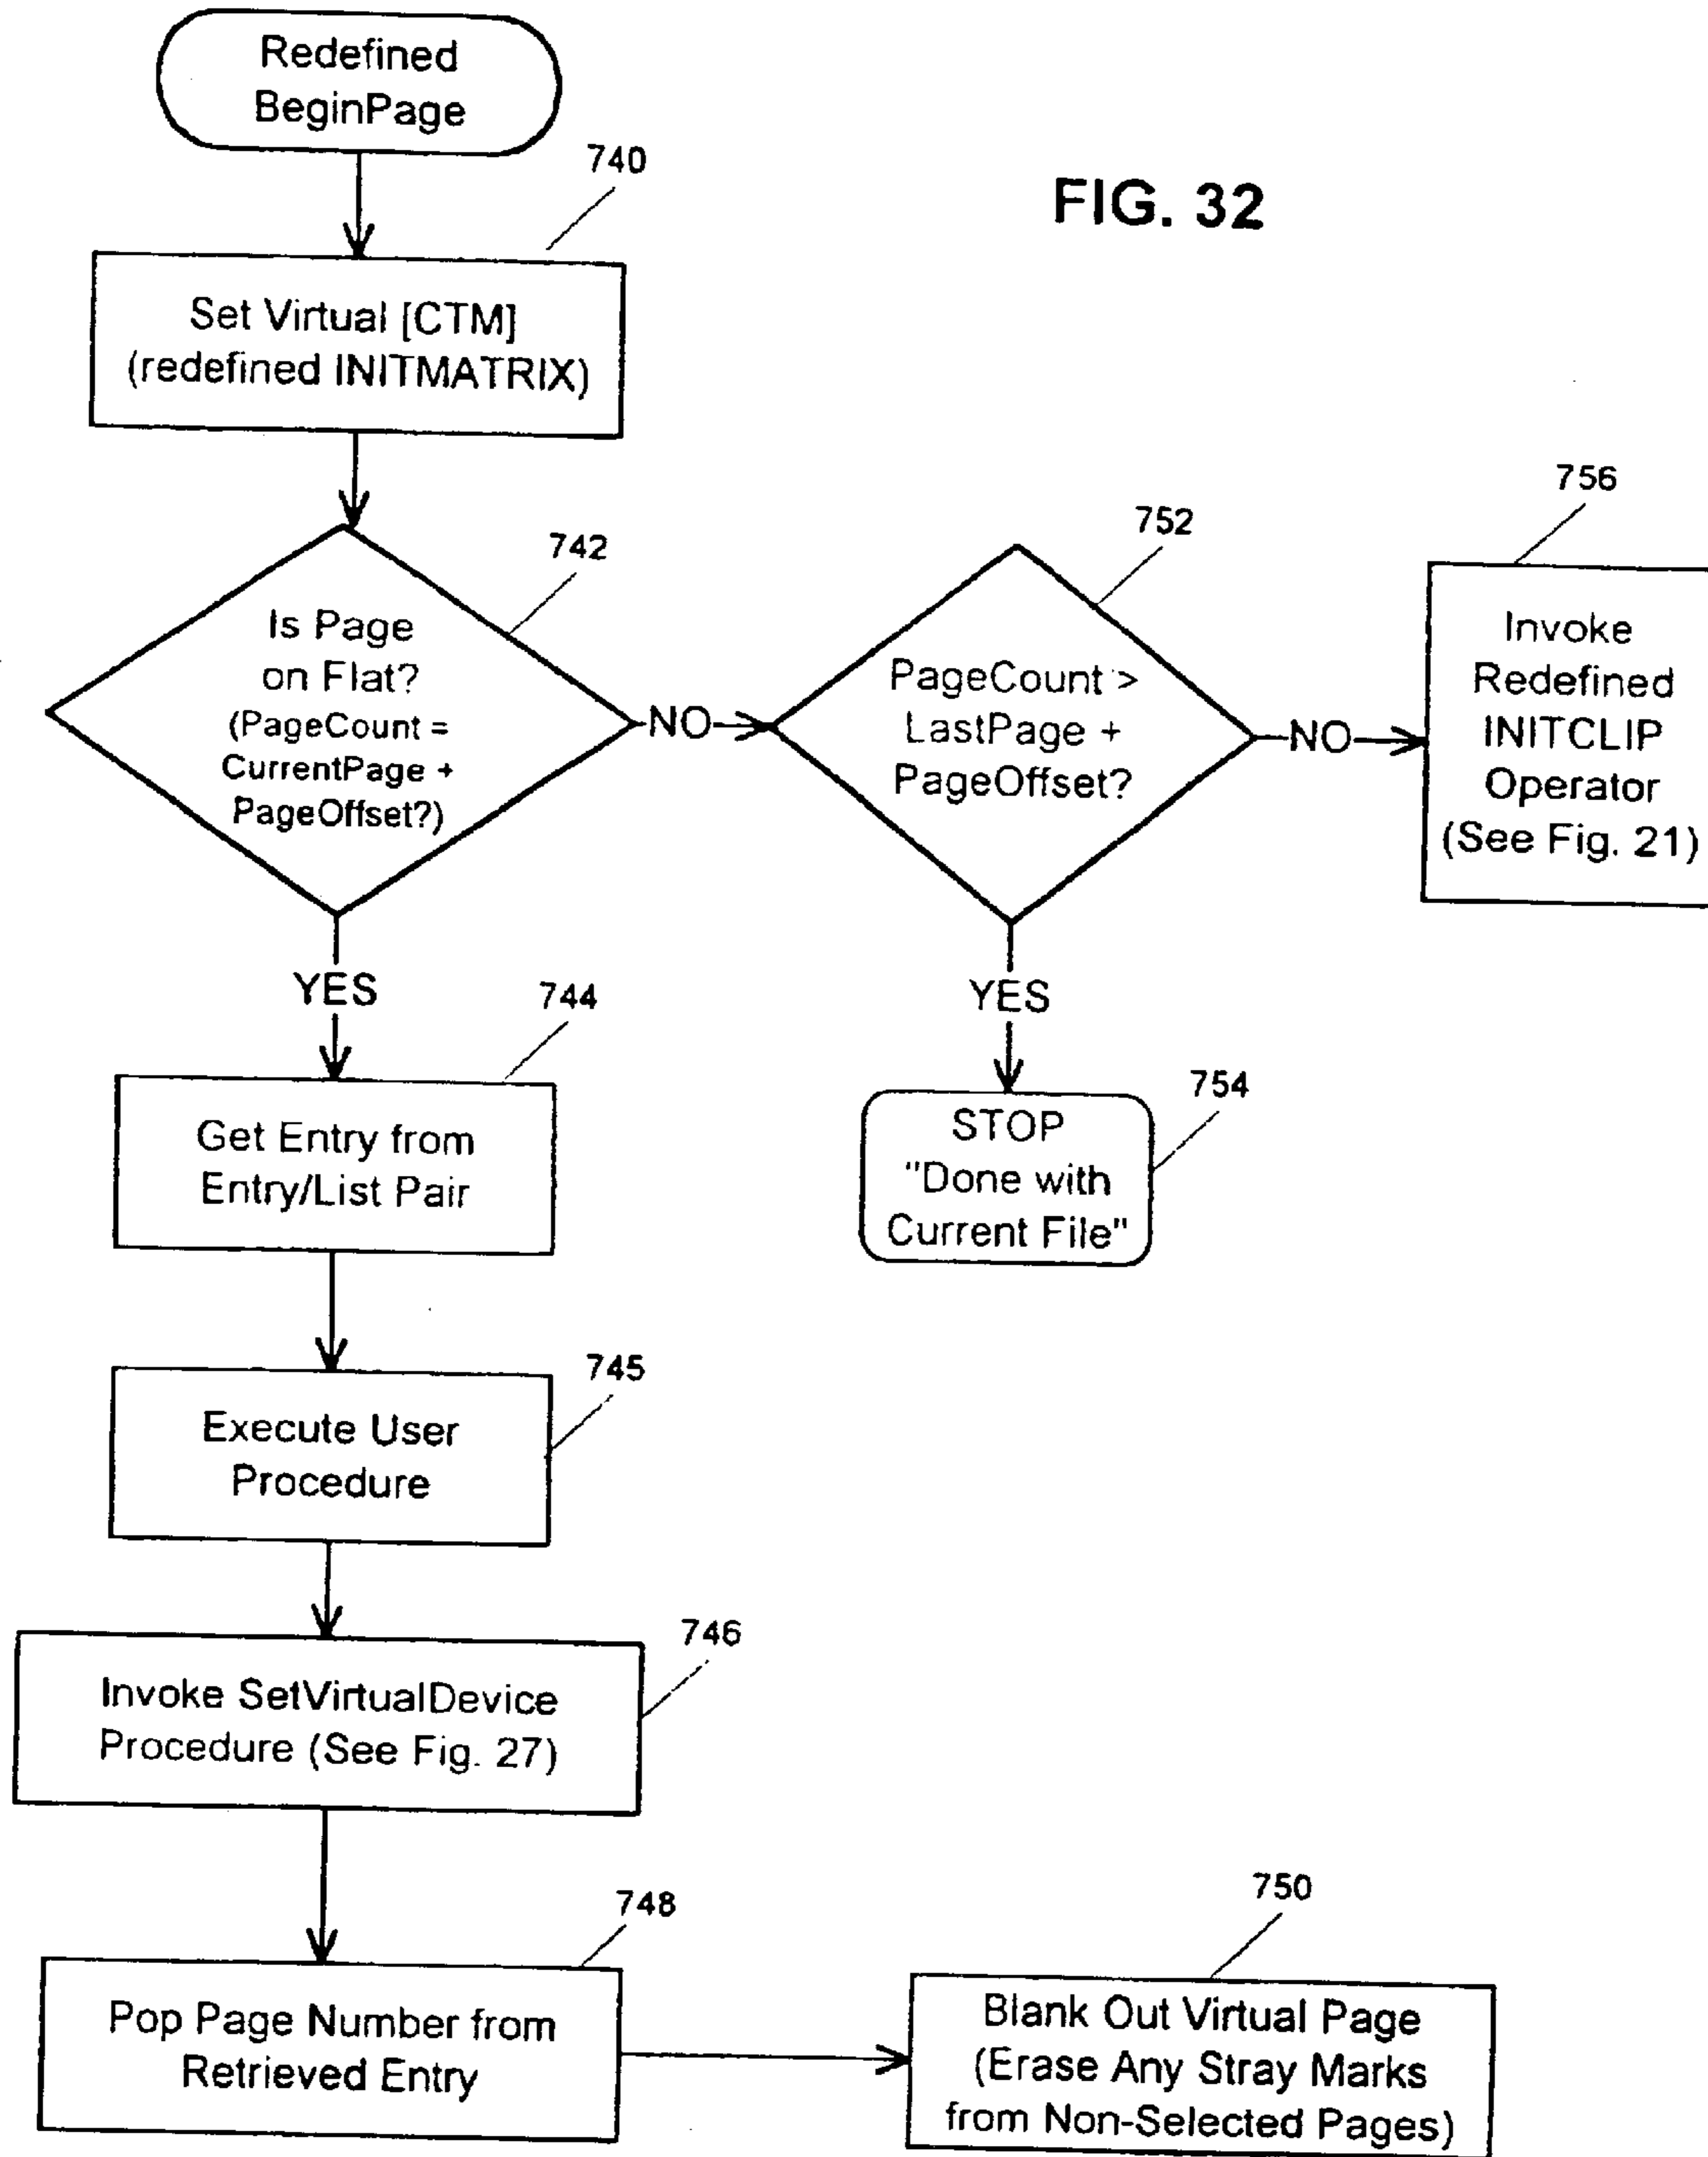 Redefined
BeginPage
740
FIG. 32
Set Virtual [CTM]
(redefined INITMATRIX)
742
Is Page
on Flat?
(PageCount =
CurrentPage +
PageOffset?)
NO
752
PageCount >
LastPage +
PageOffset?
NO
756
Invoke
Redefined
INITCLIP
Operator
(See Fig. 21)
YES
YES
744
Get Entry from
Entry/List Pair
754
STOP
"Done with
Current File"
745
Execute User
Procedure
746
Invoke SetVirtualDevice
Procedure (See Fig. 27)
748
Pop Page Number from
Retrieved Entry
750
Blank Out Virtual Page
(Erase Any Stray Marks
from Non-Selected Pages)